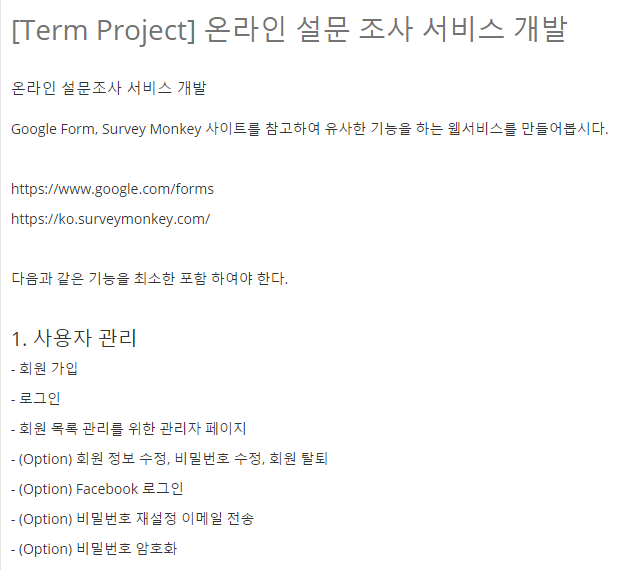 [Term Project] 온라인 설문 조사 서비스 개발
온라인 설문조사 서비스 개발
Google Form, Survey Monkey 사이트를 참고하여 유사한 기능을 하는 웹서비스를 만들어봅시다.
https://www.google.com/forms
https://ko.surveymonkey.com/
다음과 같은 기능을 최소한 포함 하여야 한다.
1. 사용자 관리
- 회원 가입
- 로그인
- 회원 목록 관리를 위한 관리자 페이지
- (Option) 회원 정보 수정, 비밀번호 수정, 회원 탈퇴
- (Option) Facebook 로그인
- (Option) 비밀번호 재설정 이메일 전송
- (Option) 비밀번호 암호화